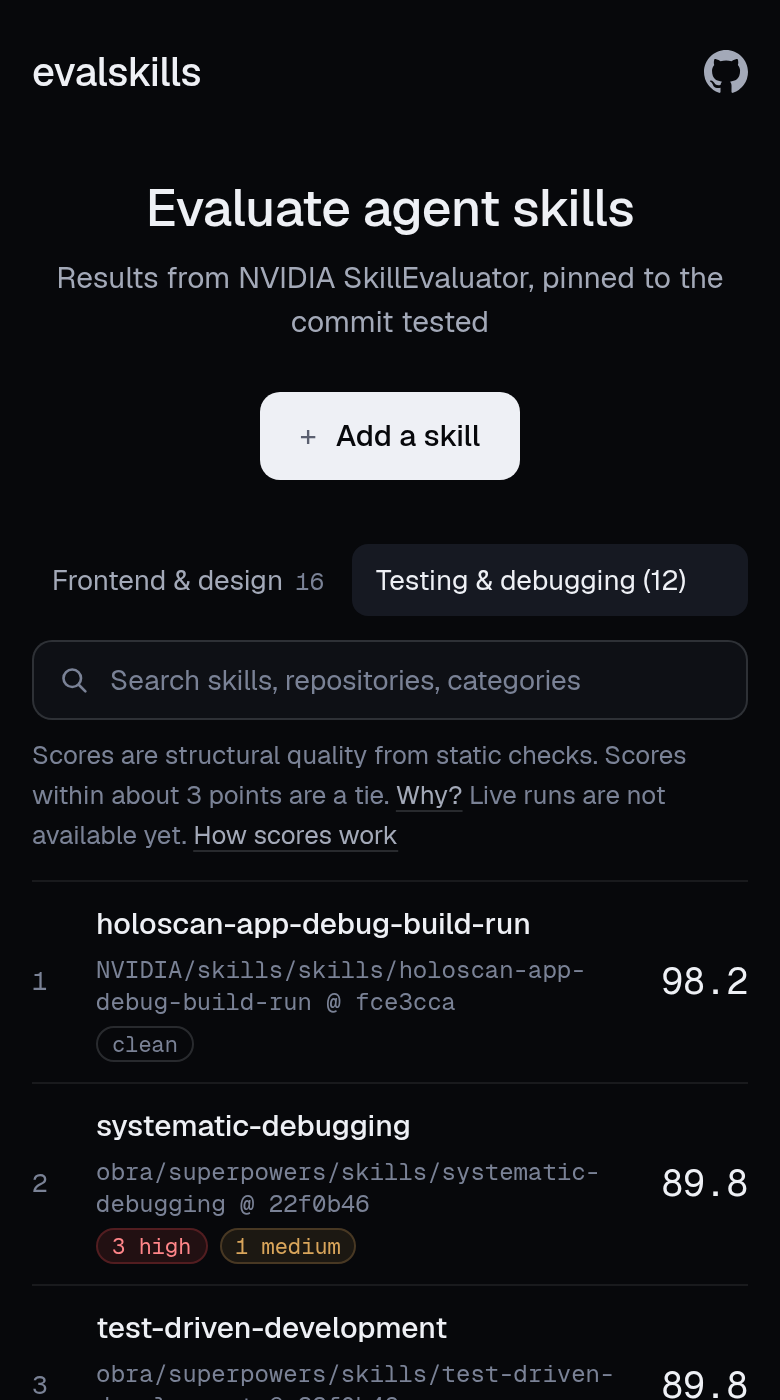 evalskills
Evaluate agent skills
Results from NVIDIA SkillEvaluator, pinned to the
commit tested
+ Add a skill
Frontend & design 16
Testing & debugging (12)
Search skills, repositories, categories
Scores are structural quality from static checks. Scores
within about 3 points are a tie. Why? Live runs are not
available yet. How scores work
1
holoscan-app-debug-build-run
NVIDIA/skills/skills/holoscan-app-
debug-build-run @ fce3cca
clean
98.2
2
systematic-debugging
obra/superpowers/skills/systematic-
debugging @ 22f0b46
3 high
1 medium
89.8
3
test-driven-development
obra/superpowers/skills/test-driven-
89.8